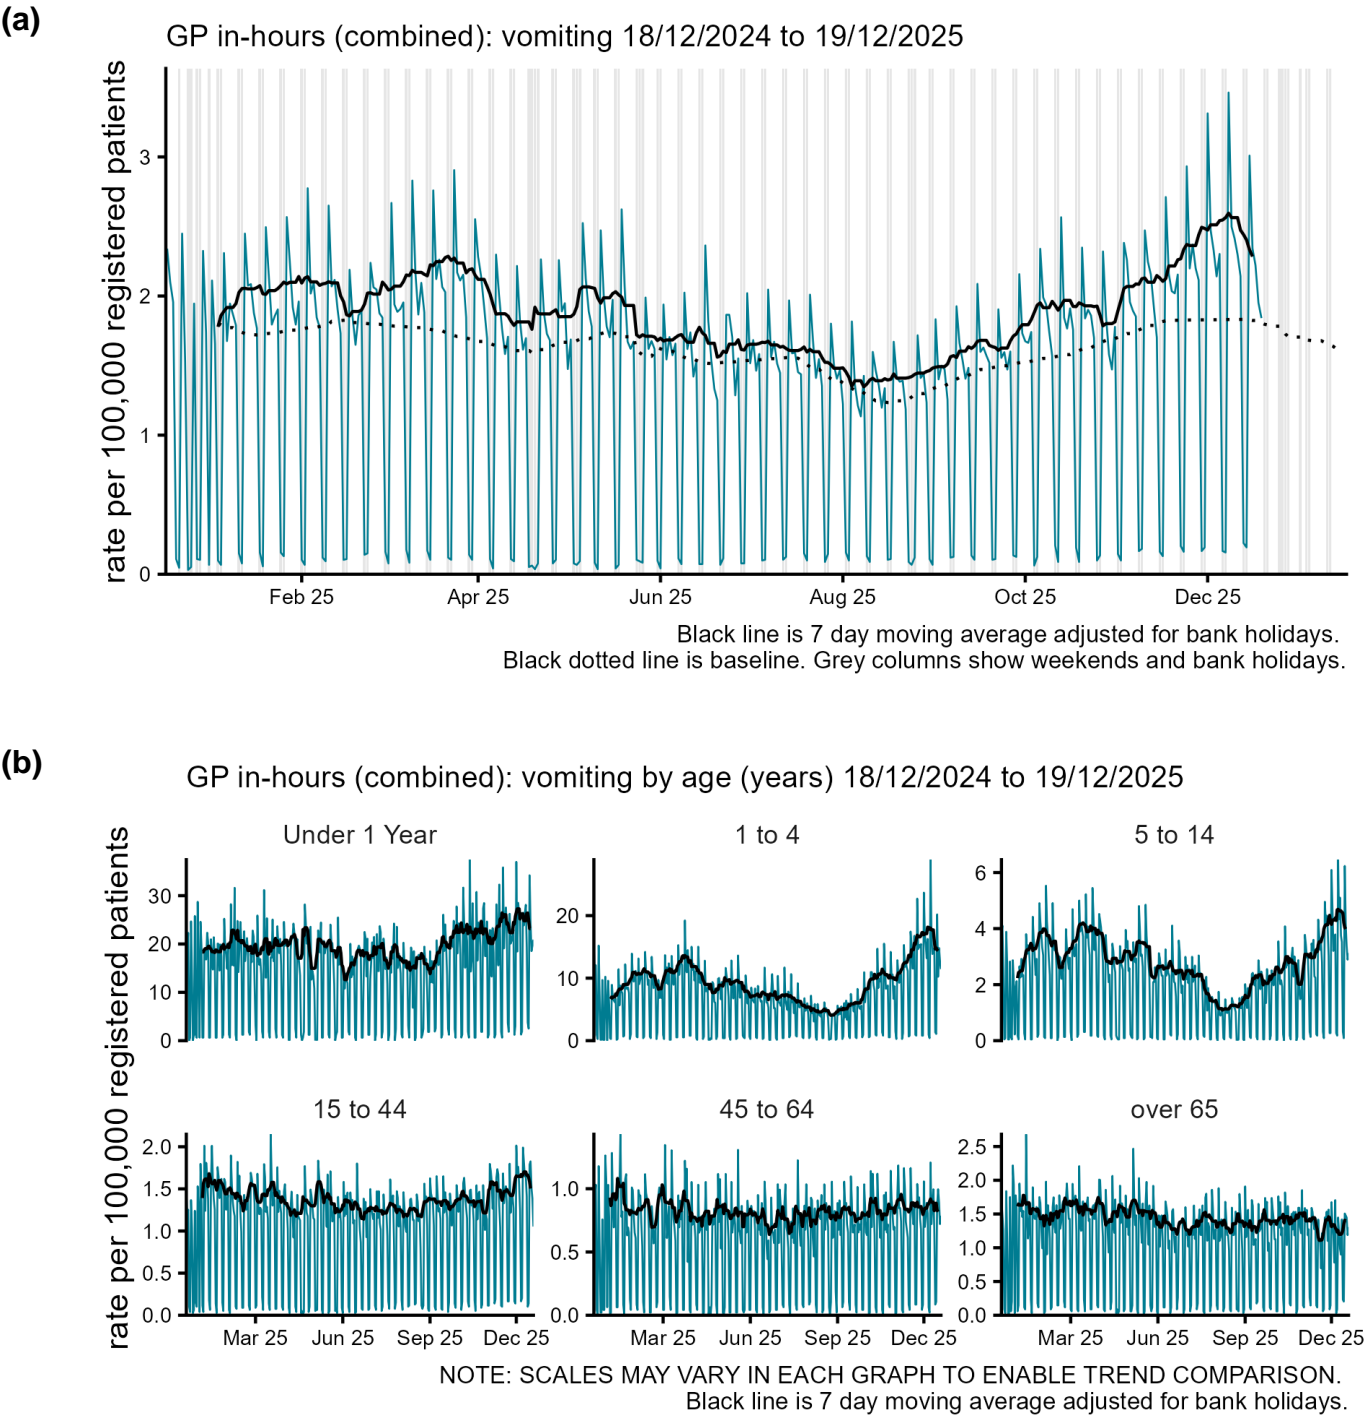 (a)
GP in-hours (combined): vomiting 18/12/2024 to 19/12/2025
rate per 100,000 registered patients
3
2
1
0
Feb 25 Apr 25 Jun 25 Aug 25 Oct 25 Dec 25
Black line is 7 day moving average adjusted for bank holidays.
Black dotted line is baseline. Grey columns show weekends and bank holidays.
(b)
GP in-hours (combined): vomiting by age (years) 18/12/2024 to 19/12/2025
rate per 100,000 registered patients
Under 1 Year
30
20
10
0
1 to 4
20
10
0
5 to 14
6
4
2
0
15 to 44
2.0
1.5
1.0
0.5
0.0
Mar 25 Jun 25 Sep 25 Dec 25
45 to 64
1.0
0.5
0.0
Mar 25 Jun 25 Sep 25 Dec 25
over 65
2.5
2.0
1.5
1.0
0.5
0.0
Mar 25 Jun 25 Sep 25 Dec 25
NOTE: SCALES MAY VARY IN EACH GRAPH TO ENABLE TREND COMPARISON.
Black line is 7 day moving average adjusted for bank holidays.